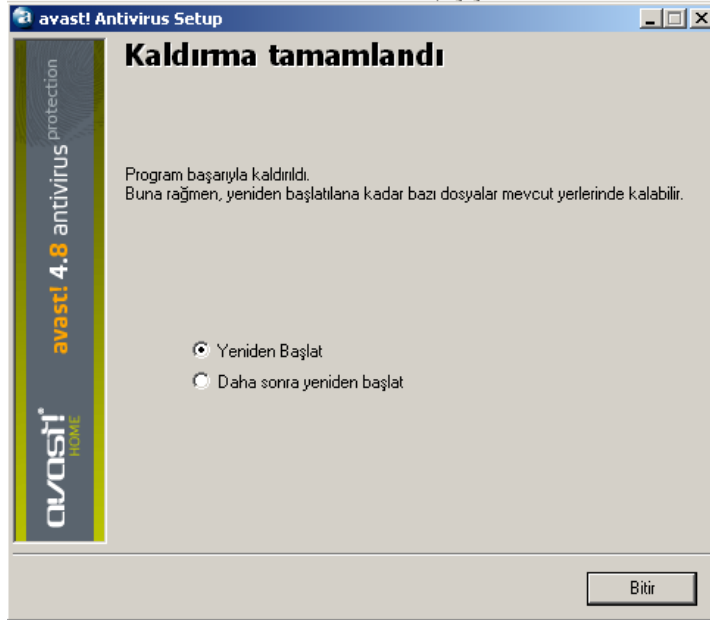 avast! Antivirus Setup
Kaldırma tamamlandı
Program başarıyla kaldırıldı.
Buna rağmen, yeniden başlatılana kadar bazı dosyalar mevcut yerlerinde kalabilir.
Yeniden Başlat
Daha sonra yeniden başlat
avast! 4.8 antivirus protection
avast!
HOME
Bitir